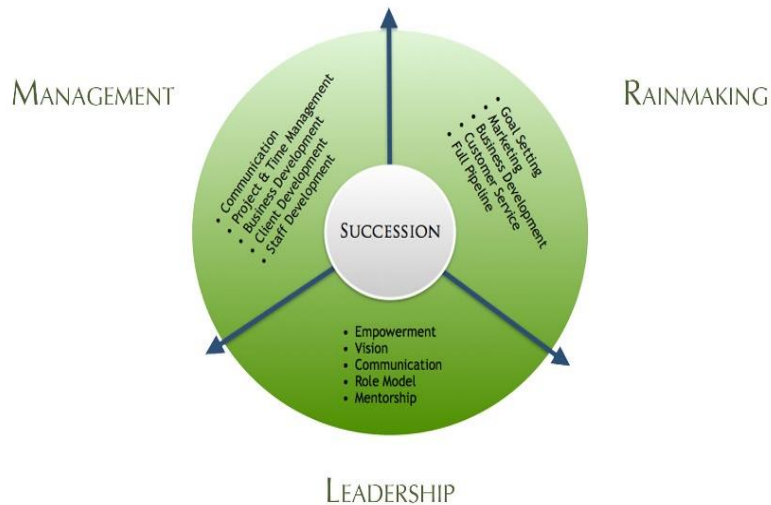 MANAGEMENT
• Communication
• Project & Time Management
• Business Development
• Client Development
• Staff Development
RAINMAKING
• Goal Setting
• Marketing
• Business Development
• Customer Service
• Full Pipeline
SUCCESSION
• Empowerment
• Vision
• Communication
• Role Model
• Mentorship
LEADERSHIP